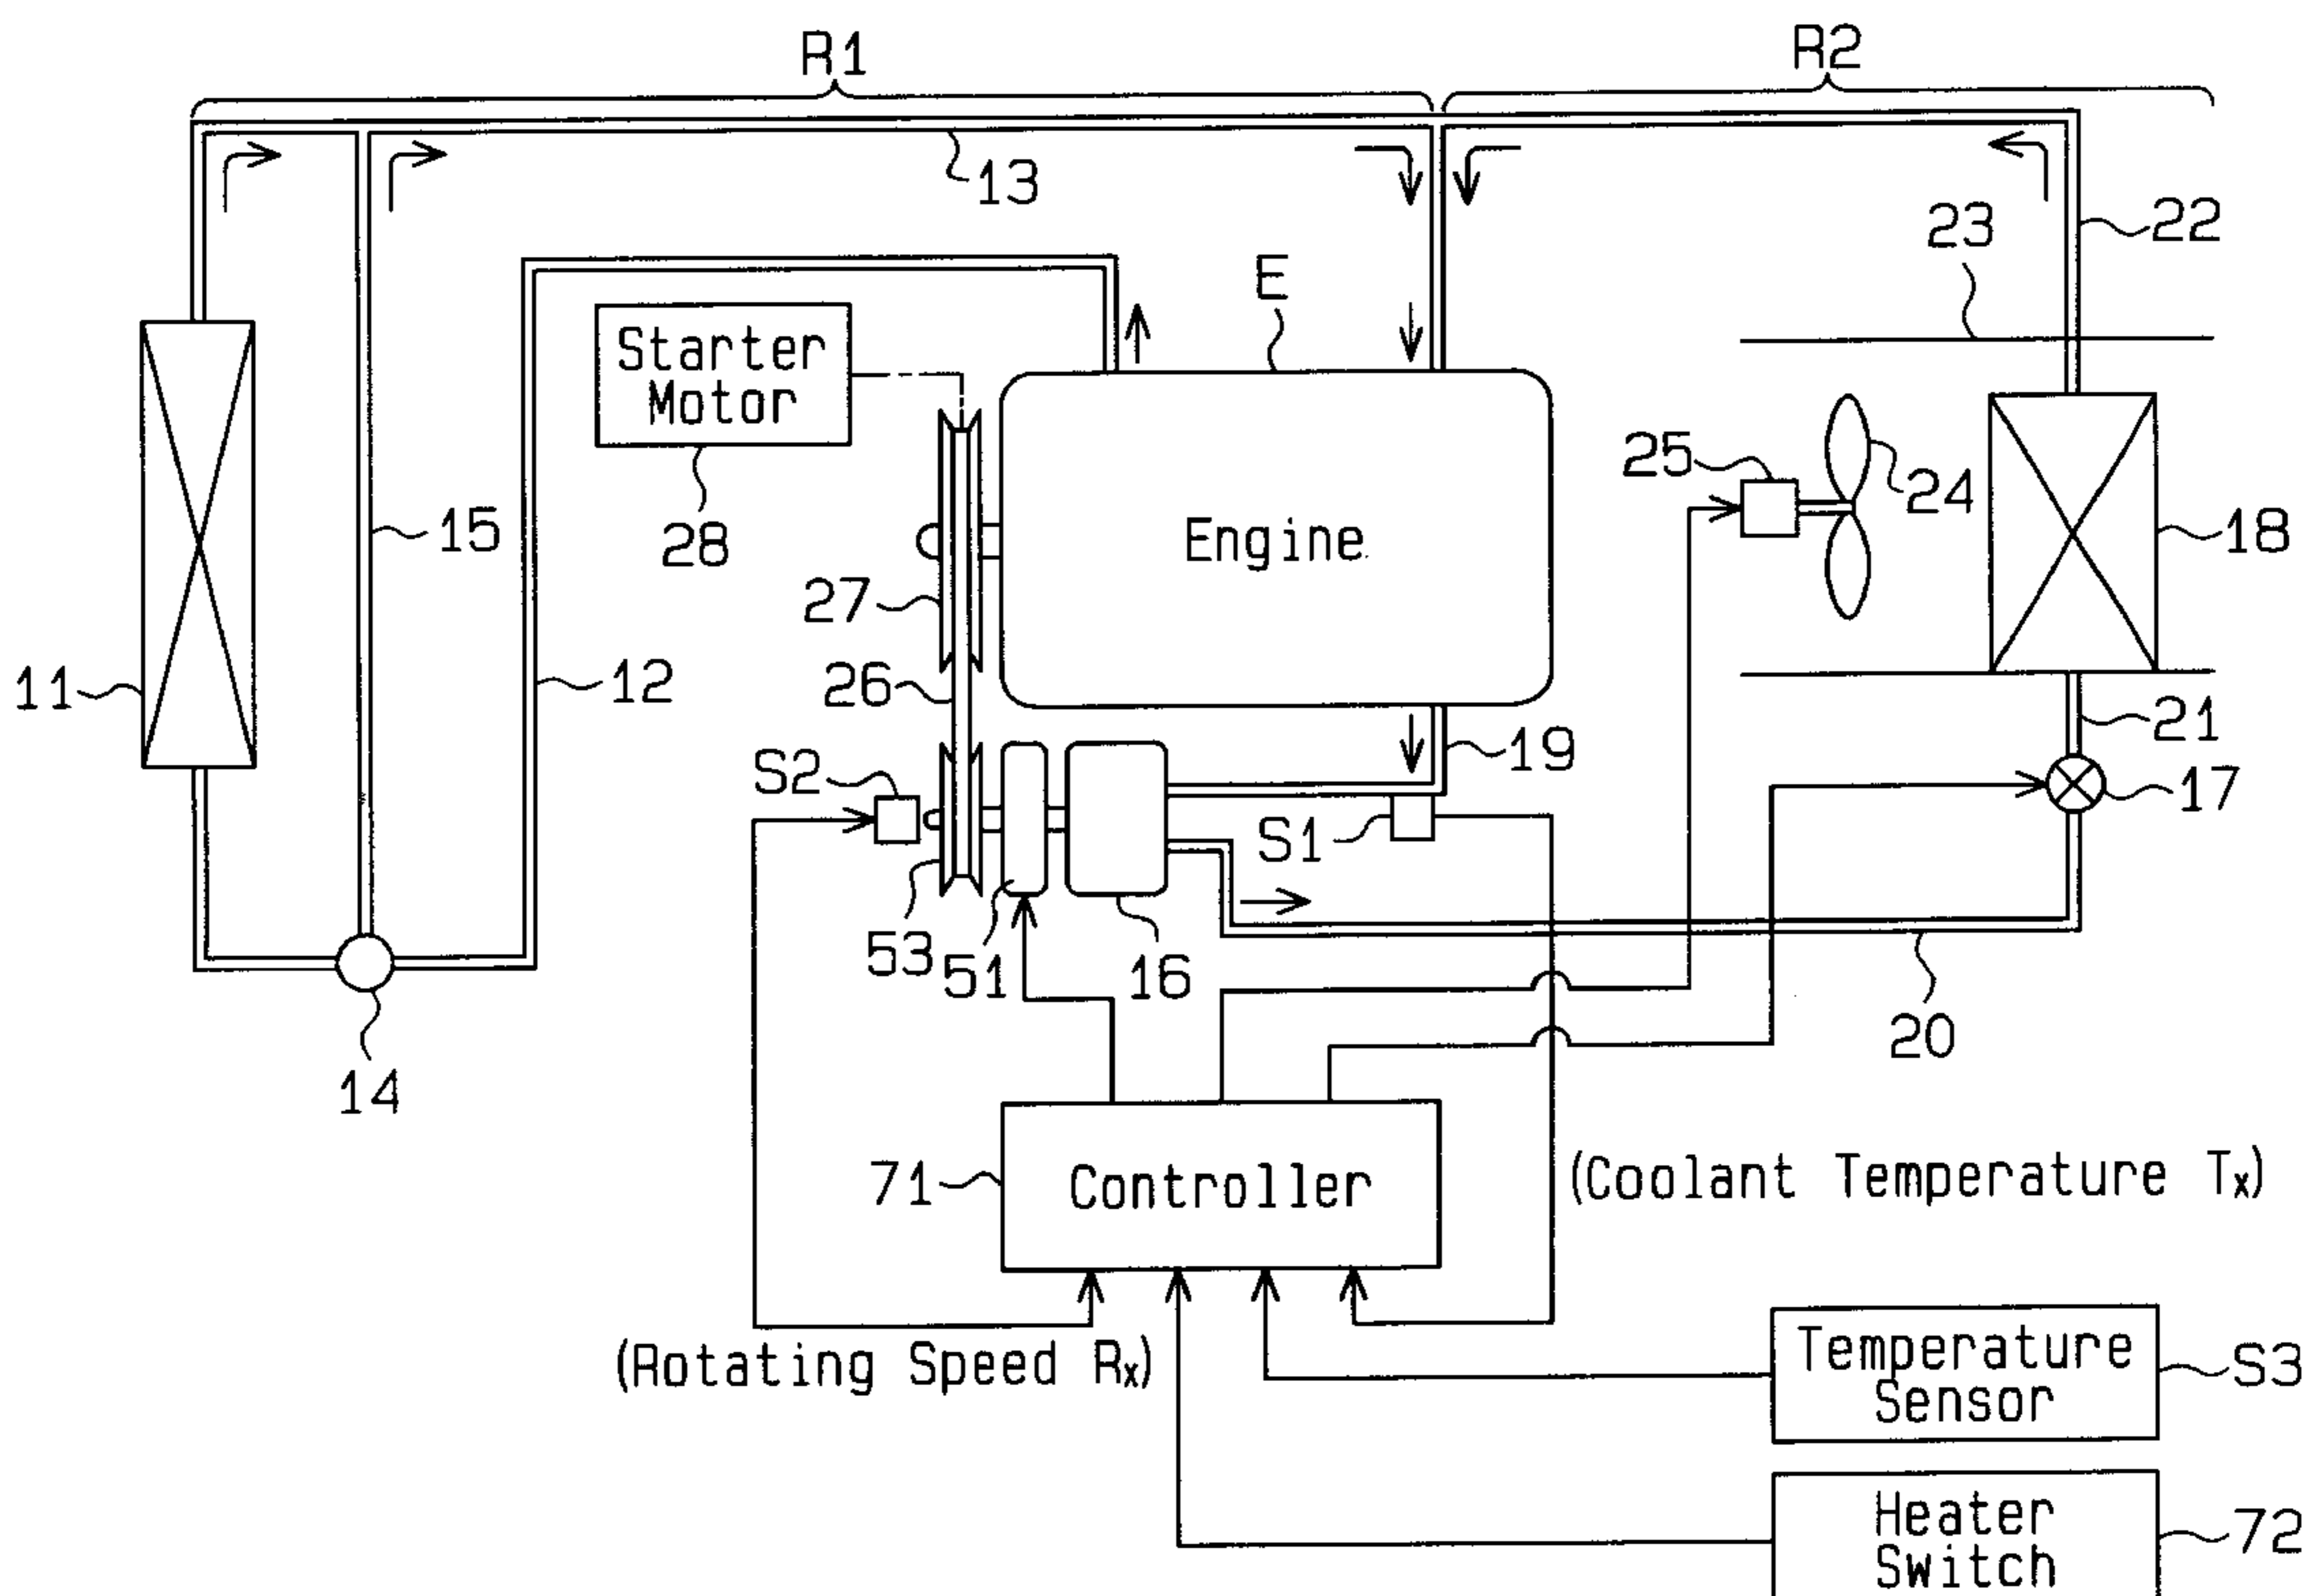 R1
R2
13
22
23
E
Starter
Motor
28
25
24
15
Engine
18
27
11
12
26
21
S2
19
17
S1
53
51
16
20
14
71
Controller
(Coolant Temperature Tx)
(Rotating Speed Rx)
Temperature
Sensor
S3
Heater
Switch
72